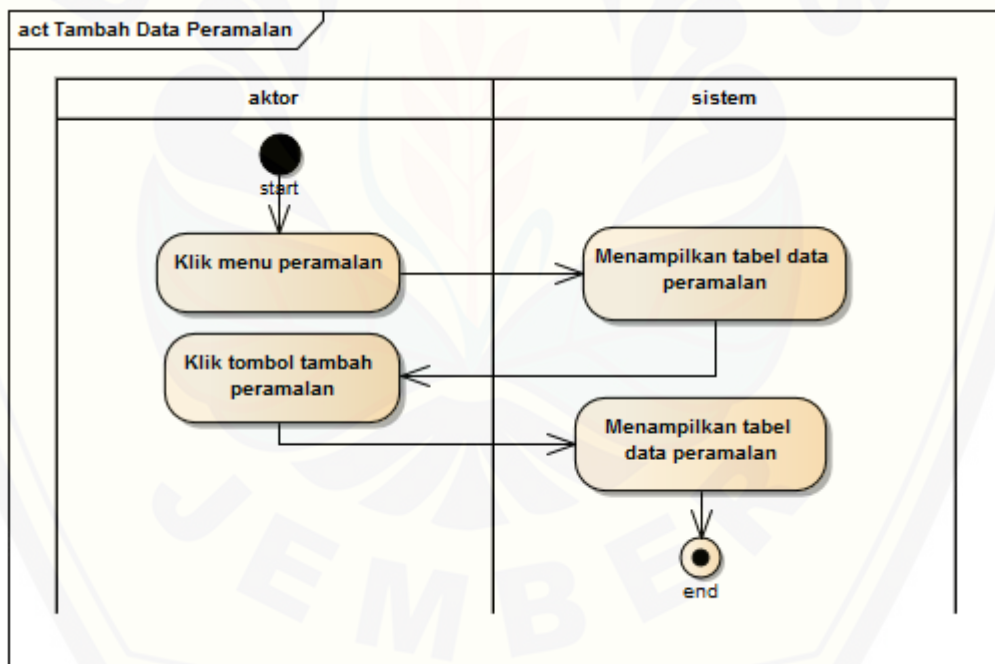 act Tambah Data Peramalan
aktor
sistem
start
Klik menu peramalan
Menampilkan tabel data
peramalan
Klik tombol tambah
peramalan
Menampilkan tabel
data peramalan
end
JEMBER